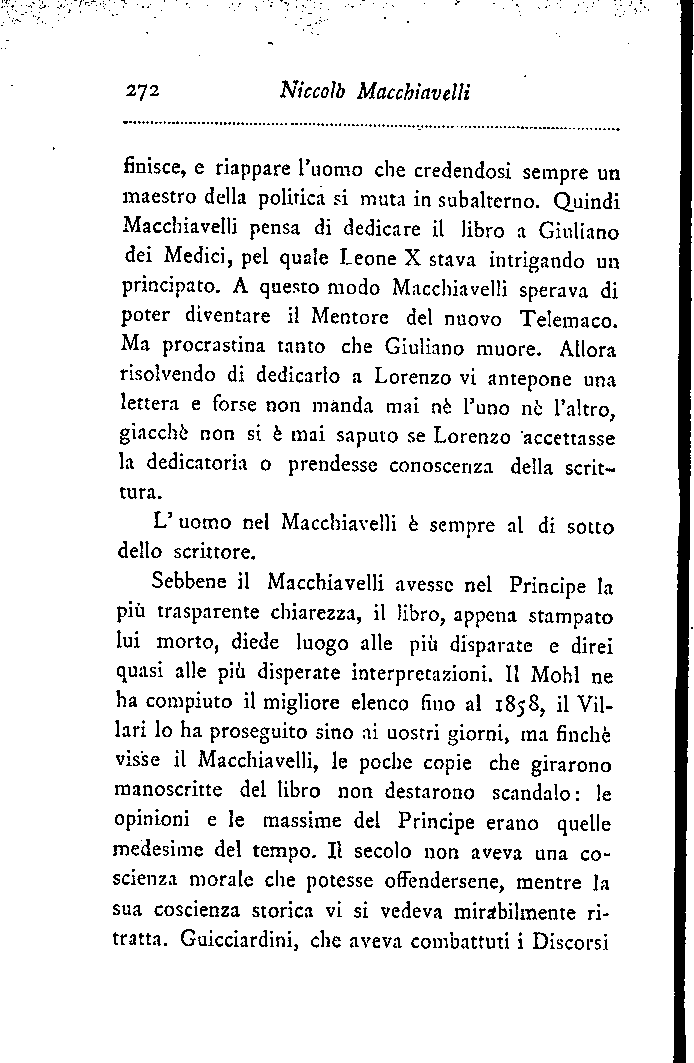 272 Niccolò Macchiavelli
finisce, e riappare l'uomo che credendosi sempre un
maestro della politica si muta in subalterno. Quindi
Macchiavelli pensa di dedicare il libro a Giuliano
dei Medici, pel quale Leone X stava intrigando un
principato. A questo modo Macchiavelli sperava di
poter diventare il Mentore del nuovo Telemaco.
Ma procrastina tanto che Giuliano muore. Allora
risolvendo di dedicarlo a Lorenzo vi antepone una
lettera e forse non manda mai nè l'uno nè l'altro,
giacchè non si è mai saputo se Lorenzo accettasse
la dedicatoria o prendesse conoscenza della scrit-
tura.
L' uomo nel Macchiavelli è sempre al di sotto
dello scrittore.
Sebbene il Macchiavelli avesse nel Principe la
più trasparente chiarezza, il libro, appena stampato
lui morto, diede luogo alle più disparate e direi
quasi alle più disperate interpretazioni. Il Mohl ne
ha compiuto il migliore elenco fino al 1858, il Vil-
lari lo ha proseguito sino ai uostri giorni, ma finchè
visse il Macchiavelli, le poche copie che girarono
manoscritte del libro non destarono scandalo: le
opinioni e le massime del Principe erano quelle
medesime del tempo. Il secolo non aveva una co-
scienza morale che potesse offendersene, mentre la
sua coscienza storica vi si vedeva mirabilmente ri-
tratta. Guicciardini, che aveva combattuti i Discorsi